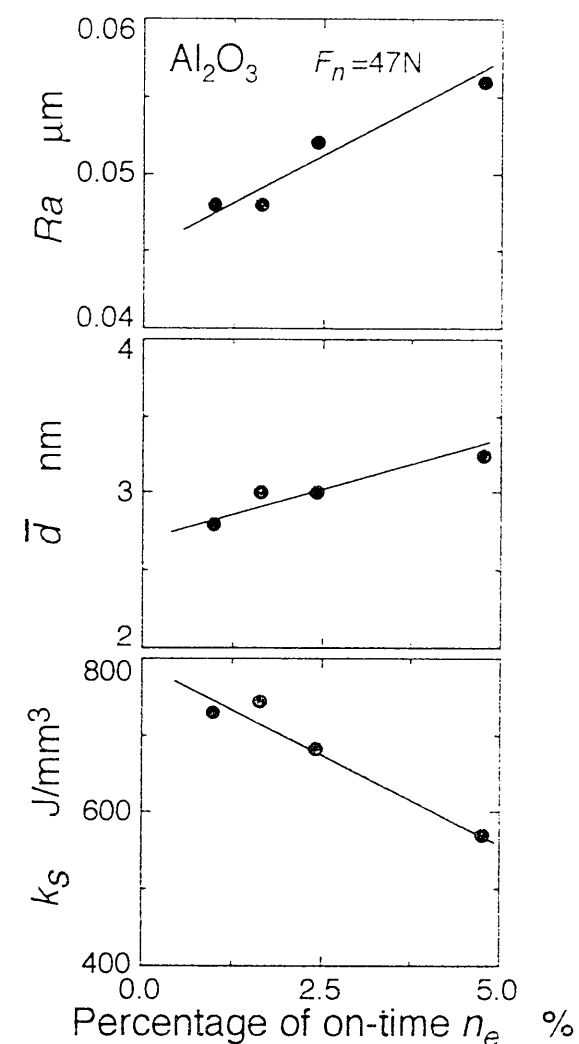 0.06
Al₂O₃ Fₙ=47N
Ra μm
0.05
0.04
4
d̅ nm
3
2
800
kₛ J/mm³
600
400
0.0 2.5 5.0
Percentage of on-time nₑ %